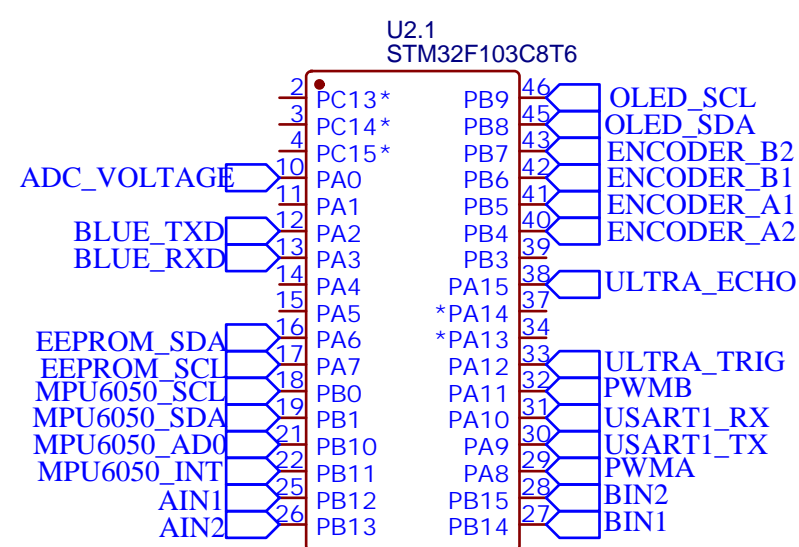 U2.1
STM32F103C8T6
2 PC13* PB9 46 OLED_SCL
3 PC14* PB8 45 OLED_SDA
4 PC15* PB7 43 ENCODER_B2
ADC_VOLTAGE 10 PA0 PB6 42 ENCODER_B1
11 PA1 PB5 41 ENCODER_A1
BLUE_TXD 12 PA2 PB4 40 ENCODER_A2
BLUE_RXD 13 PA3 PB3 39
14 PA4 PA15 38 ULTRA_ECHO
15 PA5 *PA14 37
EEPROM_SDA 16 PA6 *PA13 34
EEPROM_SCL 17 PA7 PA12 33 ULTRA_TRIG
MPU6050_SCL 18 PB0 PA11 32 PWMB
MPU6050_SDA 19 PB1 PA10 31 USART1_RX
MPU6050_AD0 21 PB10 PA9 30 USART1_TX
MPU6050_INT 22 PB11 PA8 29 PWMA
AIN1 25 PB12 PB15 28 BIN2
AIN2 26 PB13 PB14 27 BIN1